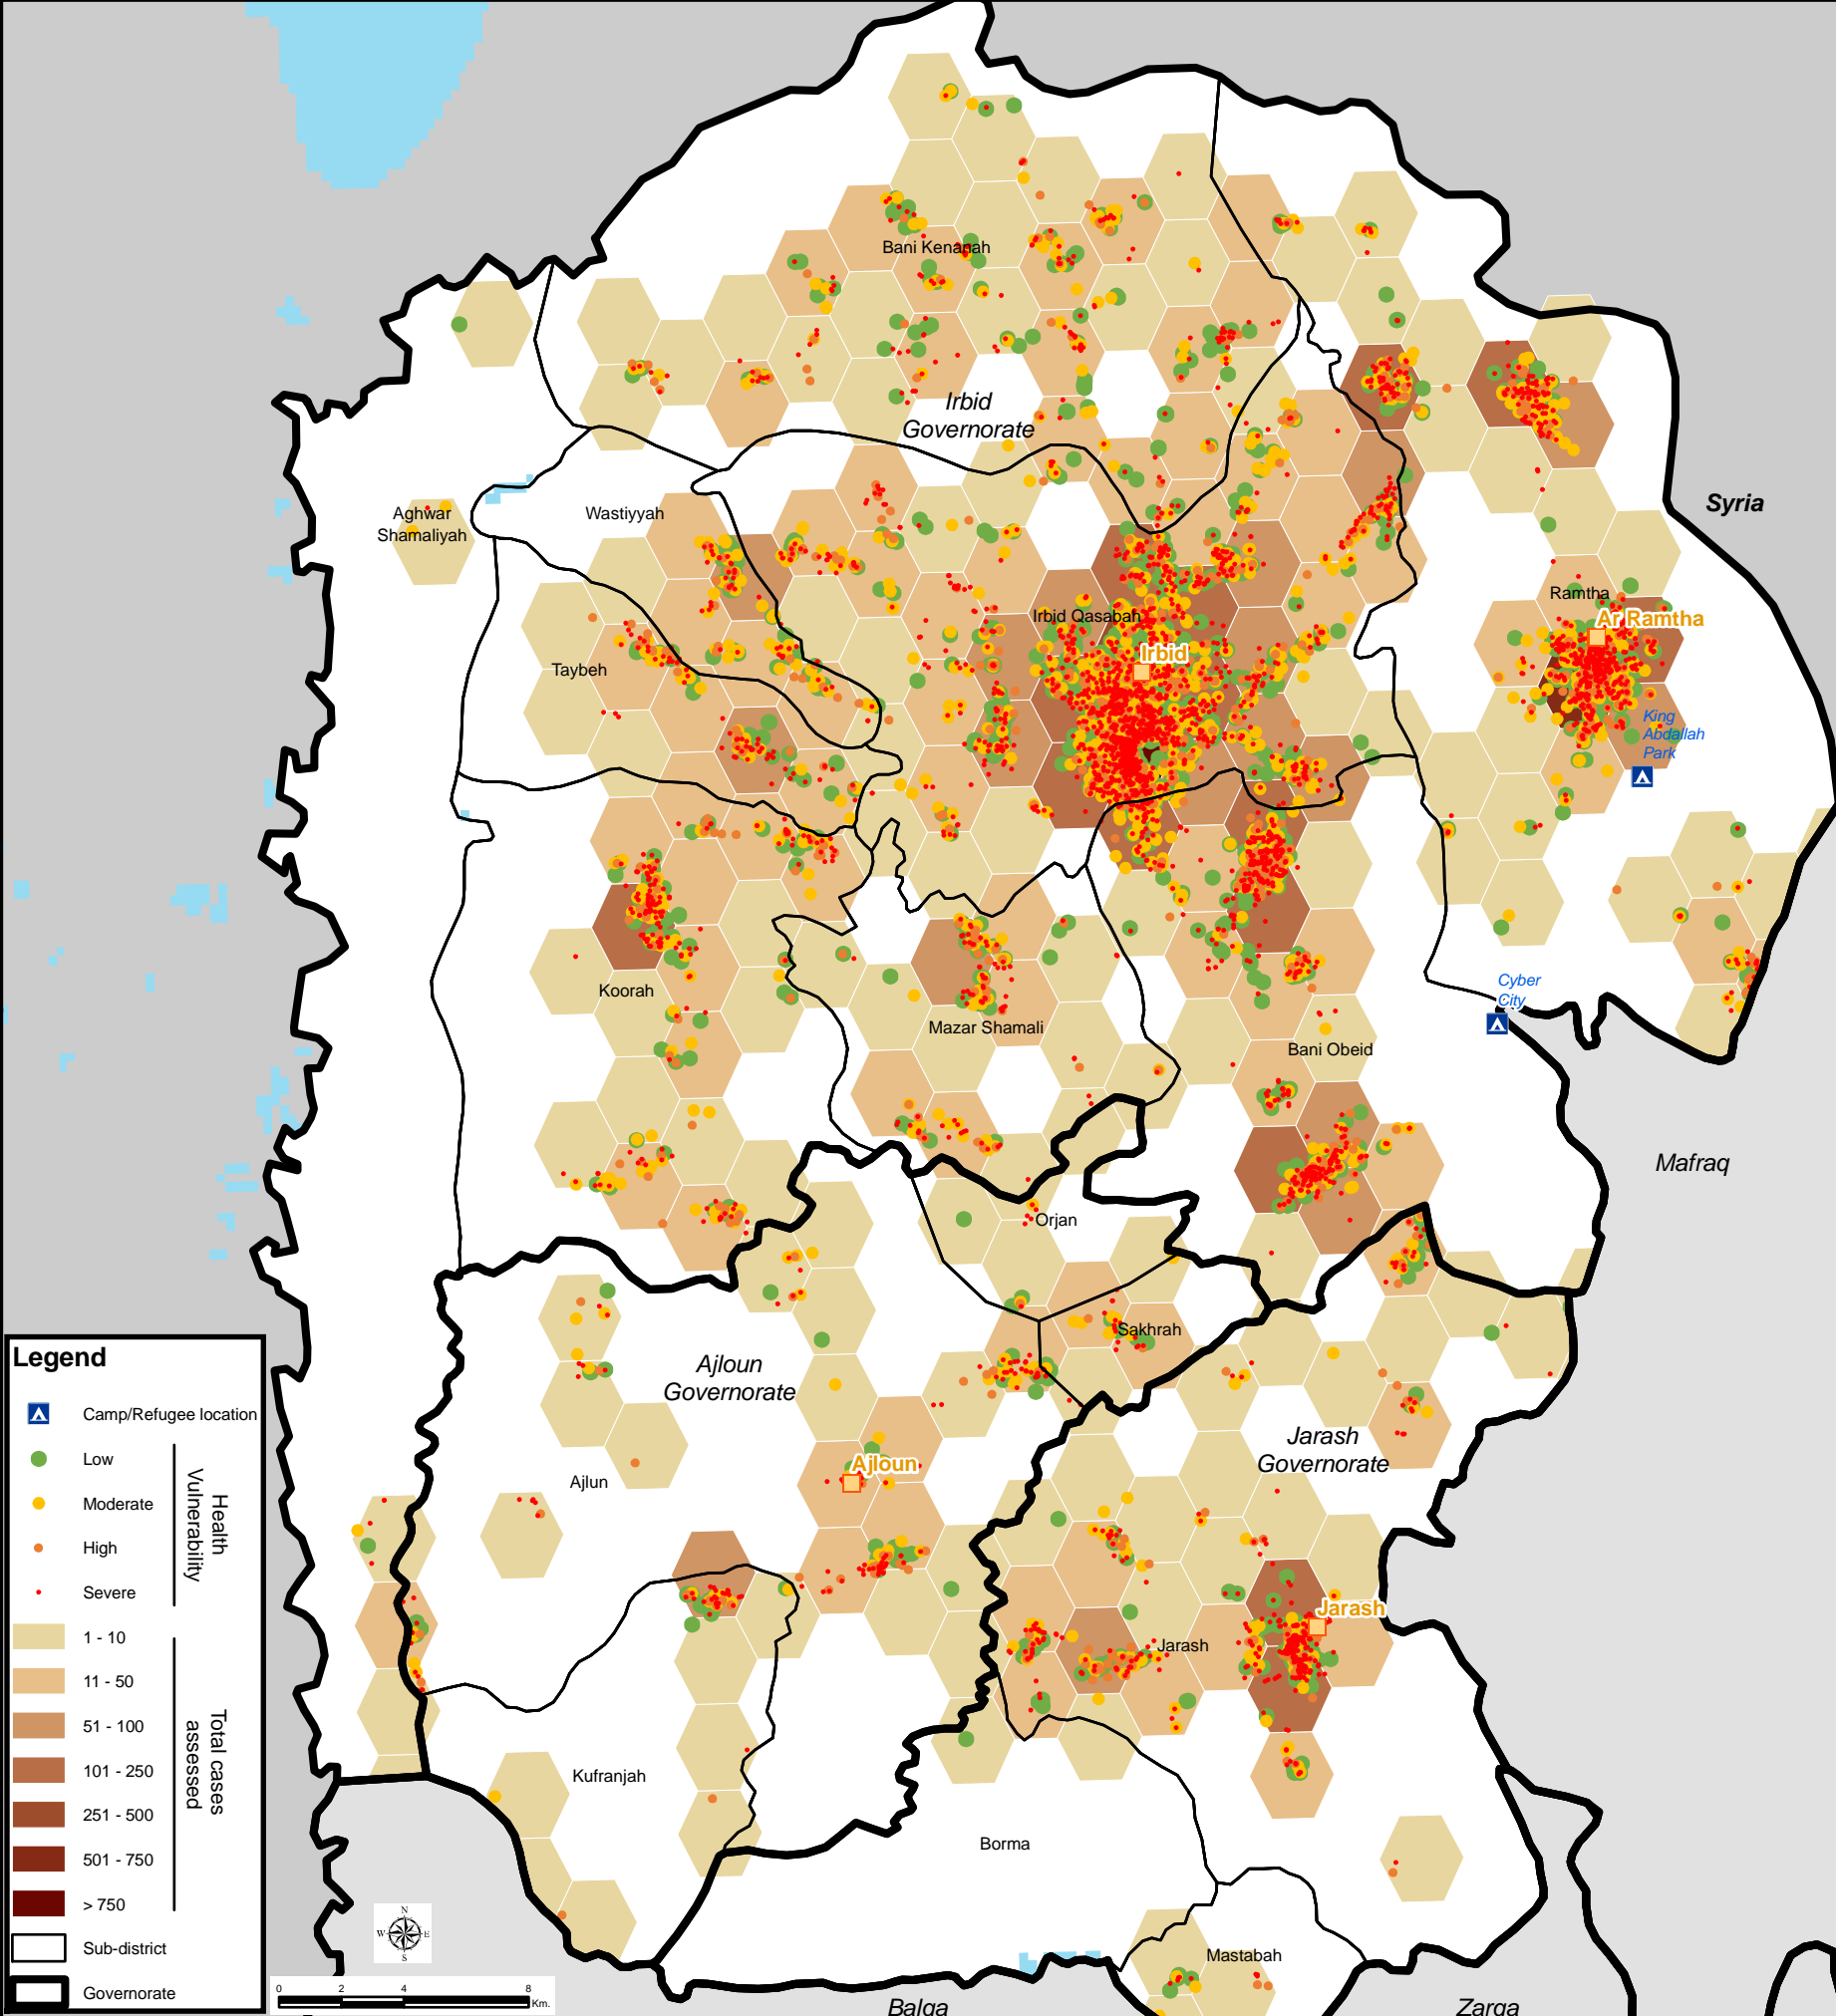 Bani Kenanah
Irbid
Governorate
Aghwar
Shamaliyah
Wastiyyah
Syria
Ramtha
Ar Ramtha
Irbid Qasabah
Irbid
Taybeh
King
Abdallah
Park
Cyber
City
Koorah
Mazar Shamali
Bani Obeid
Mafraq
Orjan
Sakhrah
Ajloun
Governorate
Jarash
Governorate
Ajloun
Ajlun
Jarash
Jarash
Kufranjah
Borma
Mastabah
Balqa
Zarqa
Legend
Camp/Refugee location
Low
Moderate
High
Severe
Health
Vulnerability
1 - 10
11 - 50
51 - 100
101 - 250
251 - 500
501 - 750
> 750
Total cases
assessed
Sub-district
Governorate
N
W E
S
0 2 4 8
Km.